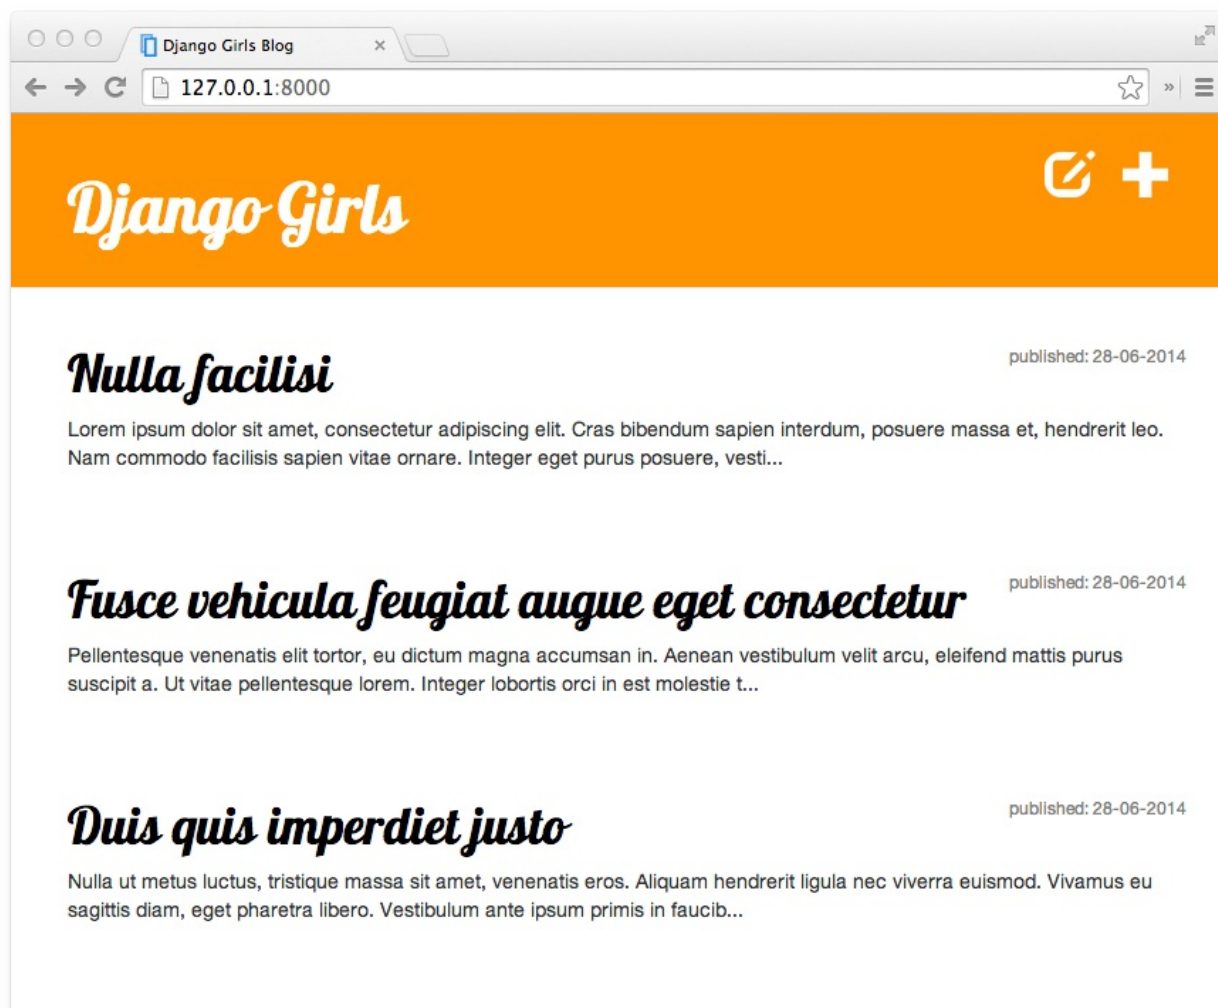 Django Girls Blog
127.0.0.1:8000
Django Girls
Nulla facilisi
published: 28-06-2014
Lorem ipsum dolor sit amet, consectetur adipiscing elit. Cras bibendum sapien interdum, posuere massa et, hendrerit leo.
Nam commodo facilisis sapien vitae ornare. Integer eget purus posuere, vesti...
Fusce vehicula feugiat augue eget consectetur
published: 28-06-2014
Pellentesque venenatis elit tortor, eu dictum magna accumsan in. Aenean vestibulum velit arcu, eleifend mattis purus
suscipit a. Ut vitae pellentesque lorem. Integer lobortis orci in est molestie t...
Duis quis imperdiet justo
published: 28-06-2014
Nulla ut metus luctus, tristique massa sit amet, venenatis eros. Aliquam hendrerit ligula nec viverra euismod. Vivamus eu
sagittis diam, eget pharetra libero. Vestibulum ante ipsum primis in faucib...